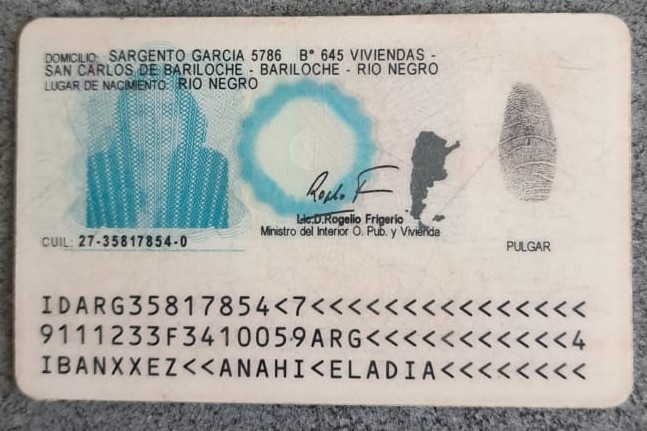 DOMICILIO: SARGENTO GARCIA 5786 B° 645 VIVIENDAS -
SAN CARLOS DE BARILOCHE - BARILOCHE - RIO NEGRO
LUGAR DE NACIMIENTO: RIO NEGRO
Lic.D.Rogelio Frigerio
Ministro del Interior O. Pub. y Vivienda
CUIL: 27-35817854-0
PULGAR
IDARG35817854<7<<<<<<<<<<<<<<<
9111233F3410059ARG<<<<<<<<<<<4
IBANXXEZ<<ANAHI<ELADIA<<<<<<<<